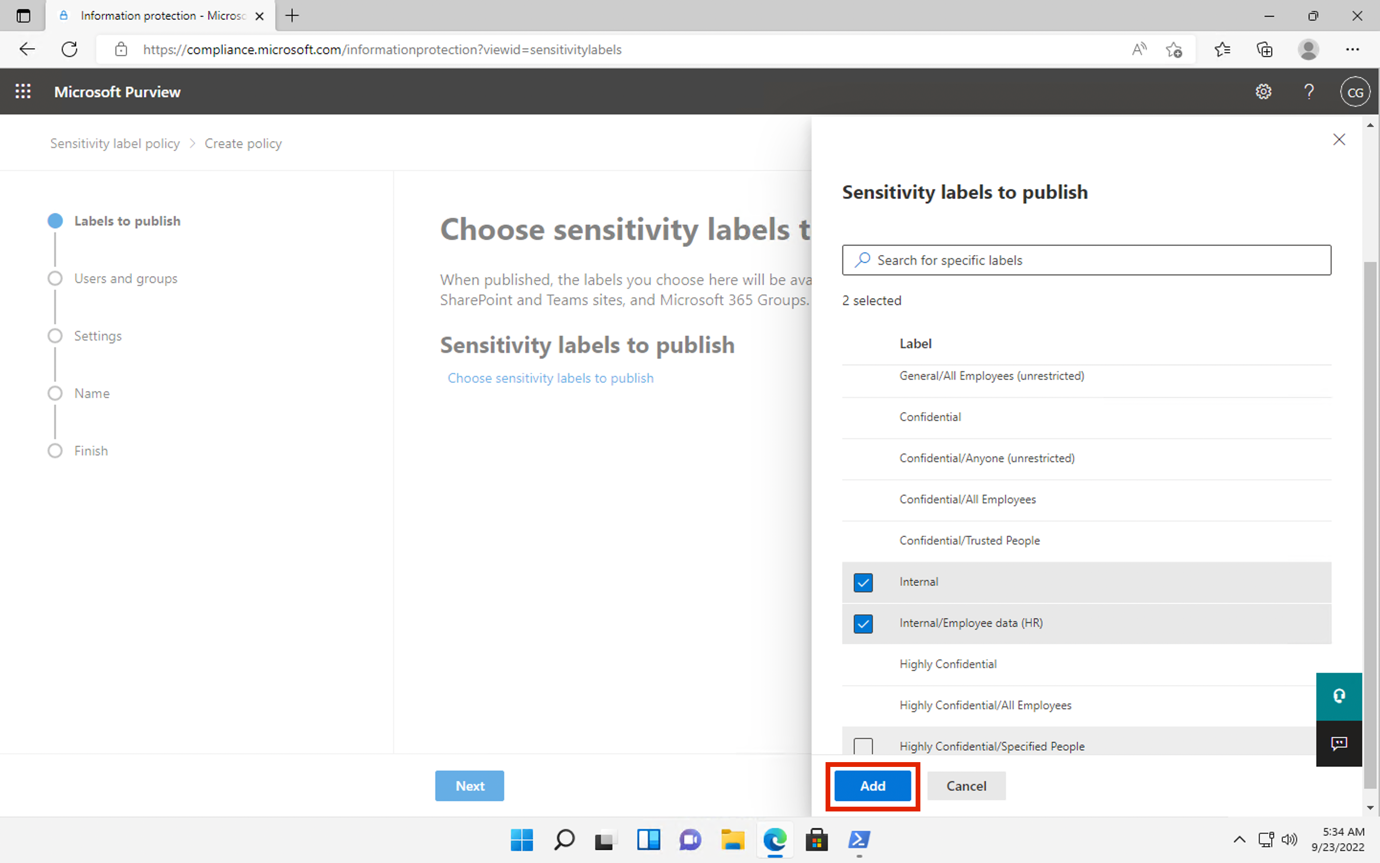 Information protection - Microsc
https://compliance.microsoft.com/informationprotection?viewid=sensitivitylabels
Microsoft Purview
CG
Sensitivity label policy > Create policy
Labels to publish
Users and groups
Settings
Name
Finish
Choose sensitivity labels t
When published, the labels you choose here will be ava
SharePoint and Teams sites, and Microsoft 365 Groups.
Sensitivity labels to publish
Choose sensitivity labels to publish
Next
Sensitivity labels to publish
Search for specific labels
2 selected
Label
General/All Employees (unrestricted)
Confidential
Confidential/Anyone (unrestricted)
Confidential/All Employees
Confidential/Trusted People
Internal
Internal/Employee data (HR)
Highly Confidential
Highly Confidential/All Employees
Highly Confidential/Specified People
Add
Cancel
5:34 AM
9/23/2022